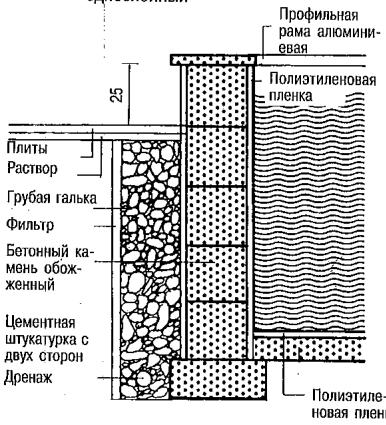 однослойный
Профильная
рама алюмини-
евая
25
Полиэтиленовая
пленка
Плиты
Раствор
Грубая галька
Фильтр
Бетонный ка-
мень обож-
женный
Цементная
штукатурка с
двух сторон
Дренаж
Полиэтиле-
новая плен